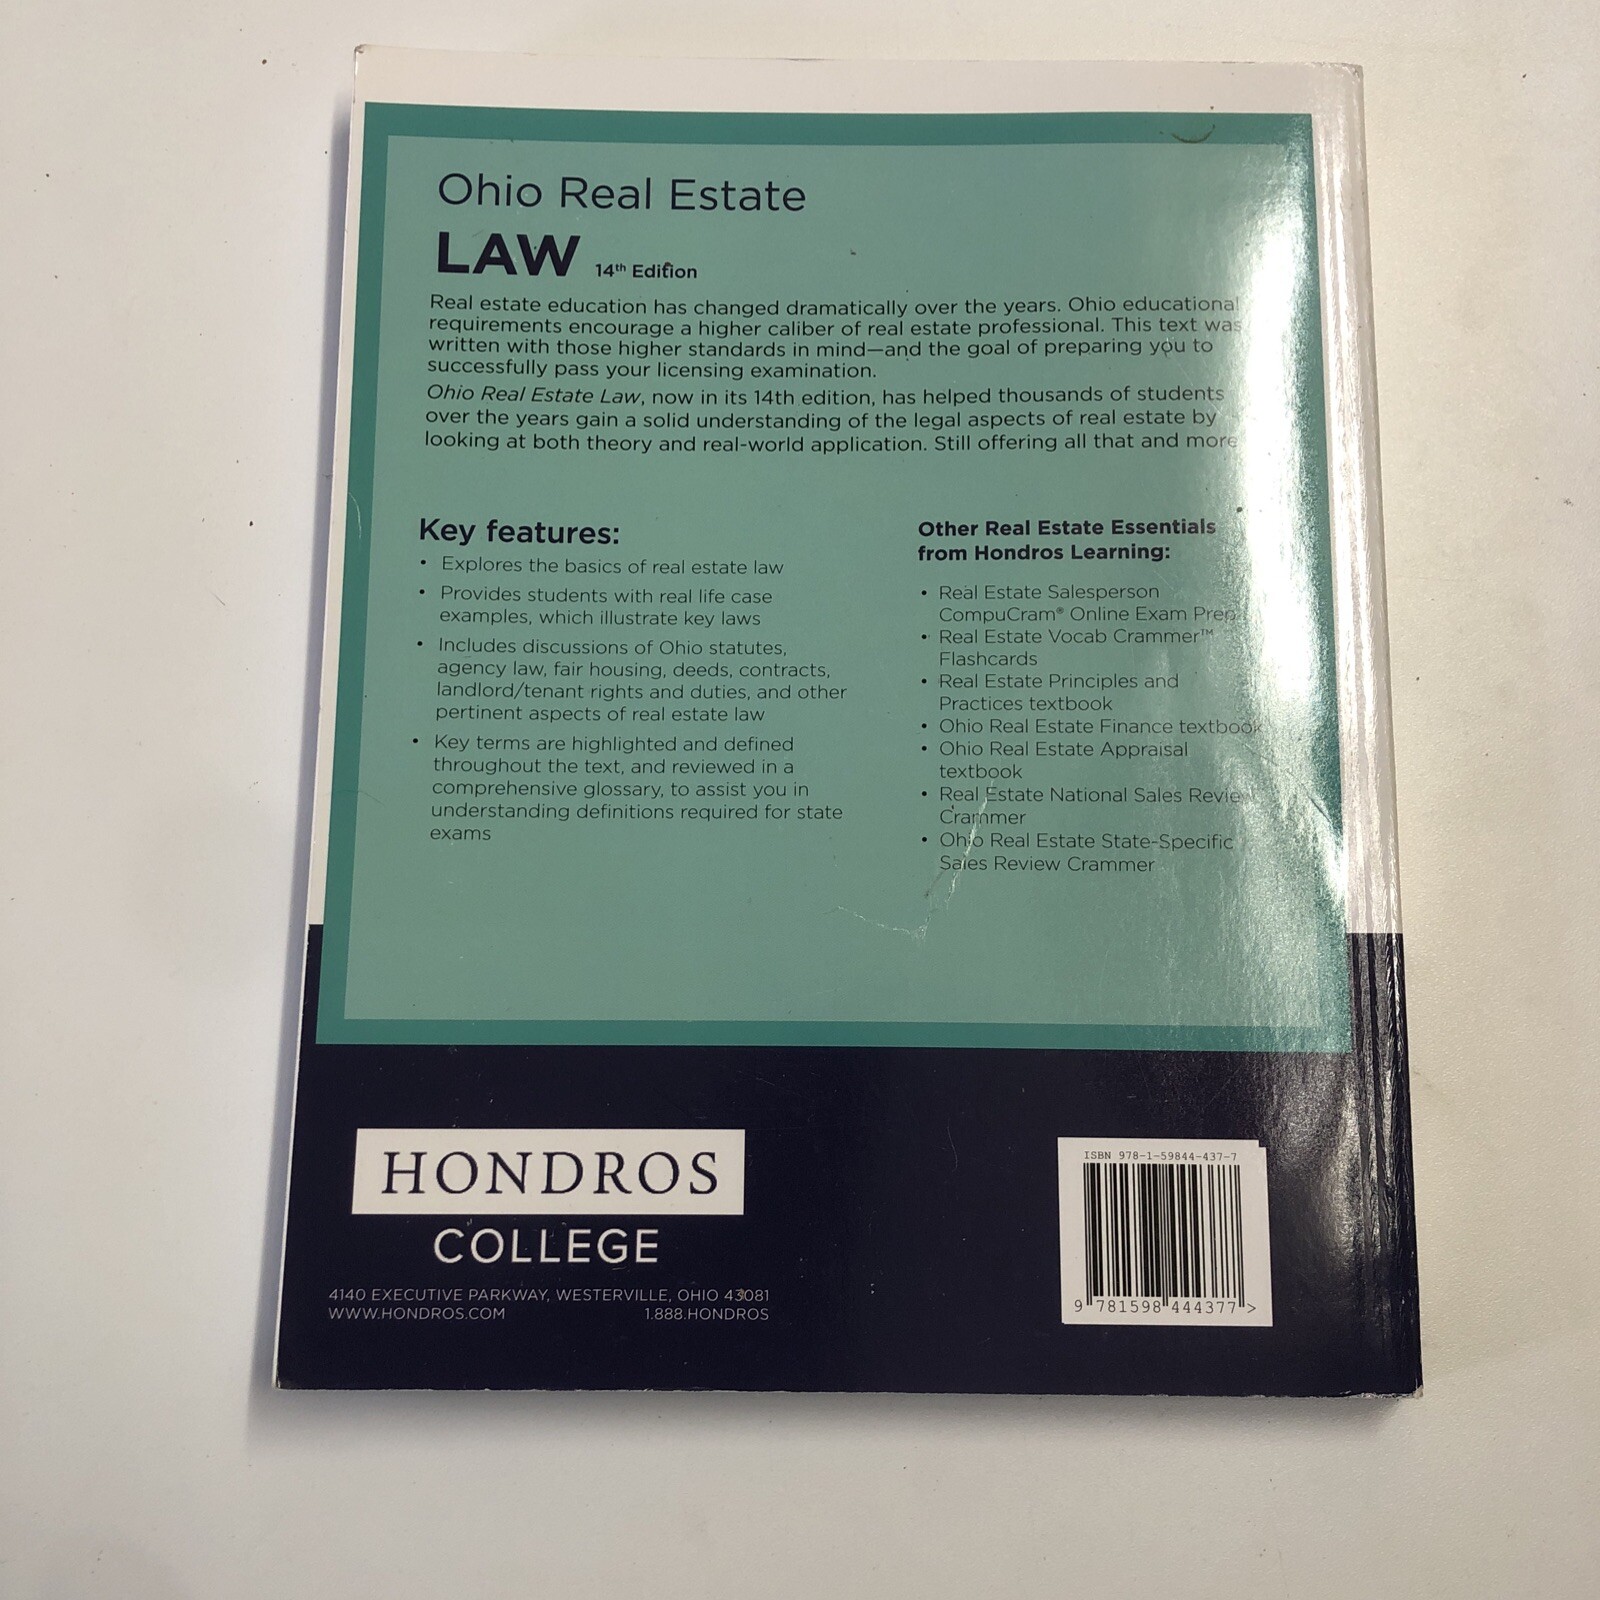 Ohio Real Estate
LAW 14th Edition
Real estate education has changed dramatically over the years. Ohio educational
requirements encourage a higher caliber of real estate professional. This text was
written with those higher standards in mind—and the goal of preparing you to
successfully pass your licensing examination.
Ohio Real Estate Law, now in its 14th edition, has helped thousands of students
over the years gain a solid understanding of the legal aspects of real estate by
looking at both theory and real-world application. Still offering all that and more
Key features:
• Explores the basics of real estate law
• Provides students with real life case
examples, which illustrate key laws
• Includes discussions of Ohio statutes,
agency law, fair housing, deeds, contracts,
landlord/tenant rights and duties, and other
pertinent aspects of real estate law
• Key terms are highlighted and defined
throughout the text, and reviewed in a
comprehensive glossary, to assist you in
understanding definitions required for state
exams
Other Real Estate Essentials
from Hondros Learning:
• Real Estate Salesperson
CompuCram® Online Exam Prep
• Real Estate Vocab Crammer™
Flashcards
• Real Estate Principles and
Practices textbook
• Ohio Real Estate Finance textbook
• Ohio Real Estate Appraisal
textbook
• Real Estate National Sales Review
Crammer
• Ohio Real Estate State-Specific
Sales Review Crammer
HONDROS
COLLEGE
4140 EXECUTIVE PARKWAY, WESTERVILLE, OHIO 43081
WWW.HONDROS.COM 1.888.HONDROS
ISBN 978-1-59844-437-7
9 781598 444377 >